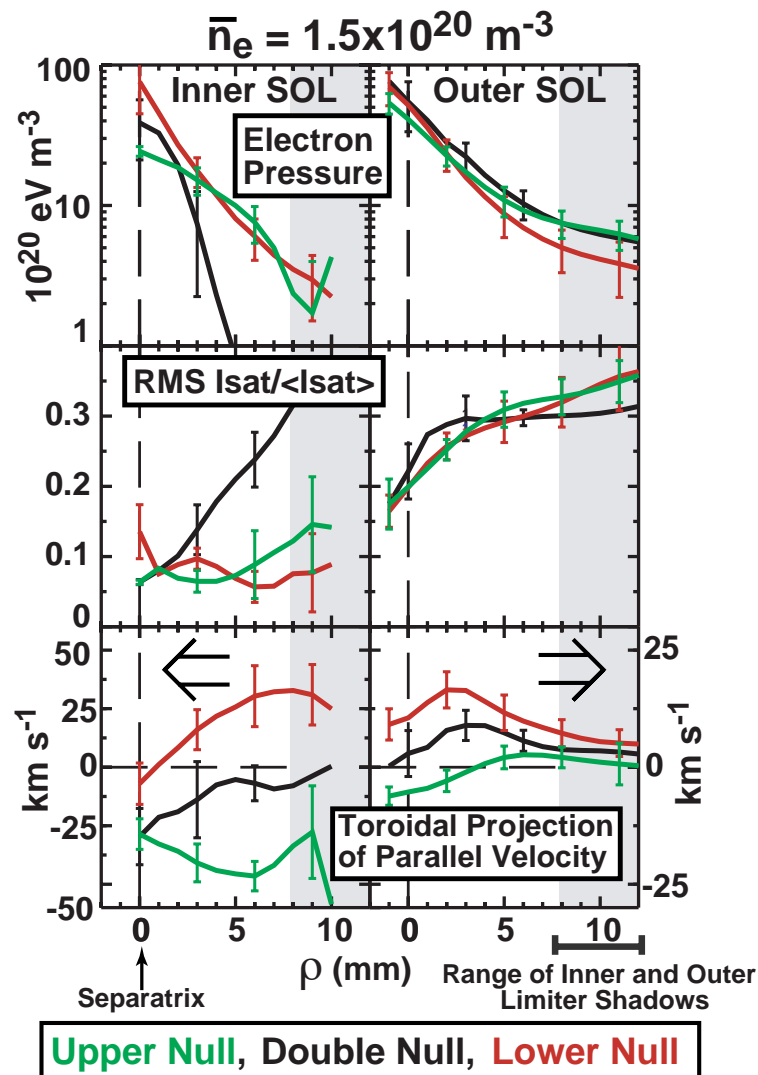 n̅e = 1.5x10²⁰ m⁻³
Inner SOL
Outer SOL
Electron
Pressure
10²⁰ eV m⁻³
100
10
1
RMS Isat/<Isat>
0.3
0.2
0.1
0
50
25
0
-25
-50
km s⁻¹
25
0
-25
km s⁻¹
Toroidal Projection
of Parallel Velocity
0 5 10
0 5 10
ρ (mm)
Separatrix
Range of Inner and Outer
Limiter Shadows
Upper Null, Double Null, Lower Null